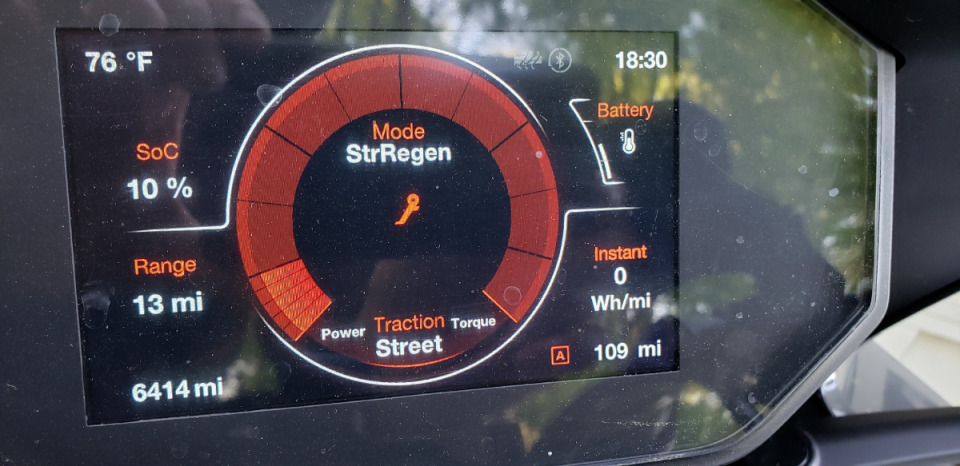 76 °F
18:30
SoC
10 %
Mode
StrRegen
Battery
Range
13 mi
Instant
0
Wh/mi
Power Traction Torque
Street
A 109 mi
6414 mi